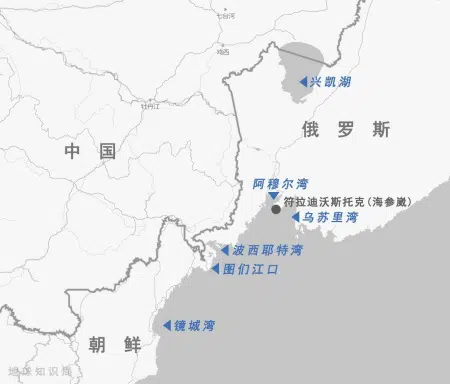 七台河
鸡西
兴凯湖
牡丹江
俄罗斯
中国
阿穆尔湾
符拉迪沃斯托克(海参崴)
乌苏里湾
波西耶特湾
图们江口
镜城湾
朝鲜
地球知识局